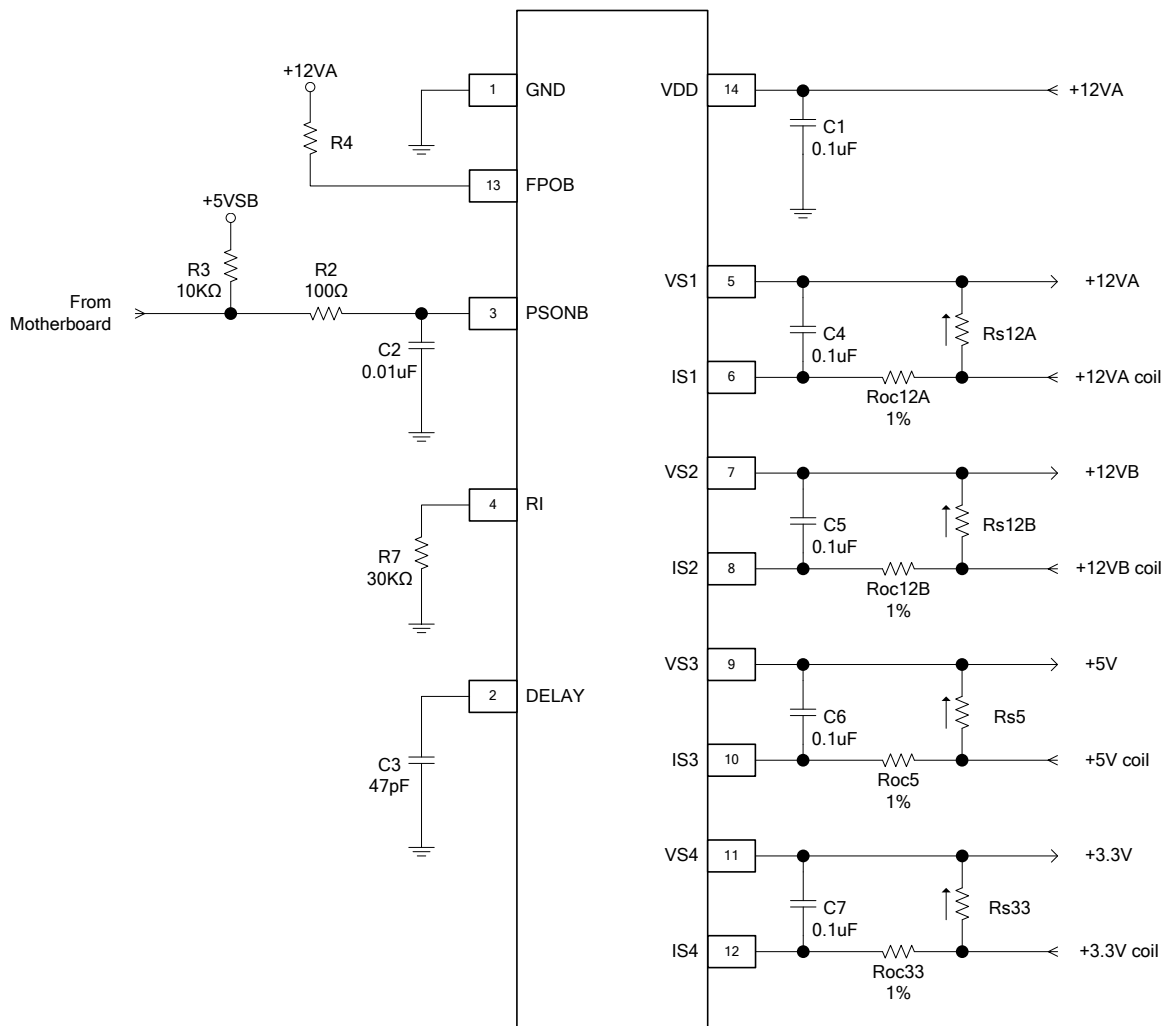 +12VA
1
GND
VDD
14
+12VA
R4
C1
0.1uF
13
FPOB
+5VSB
R3
10KΩ
R2
100Ω
From
Motherboard
3
PSONB
C2
0.01uF
VS1
5
+12VA
C4
0.1uF
Rs12A
IS1
6
Roc12A
1%
+12VA coil
VS2
7
+12VB
4
RI
R7
30KΩ
C5
0.1uF
Rs12B
IS2
8
Roc12B
1%
+12VB coil
VS3
9
+5V
2
DELAY
C3
47pF
C6
0.1uF
Rs5
IS3
10
Roc5
1%
+5V coil
VS4
11
+3.3V
C7
0.1uF
Rs33
IS4
12
Roc33
1%
+3.3V coil